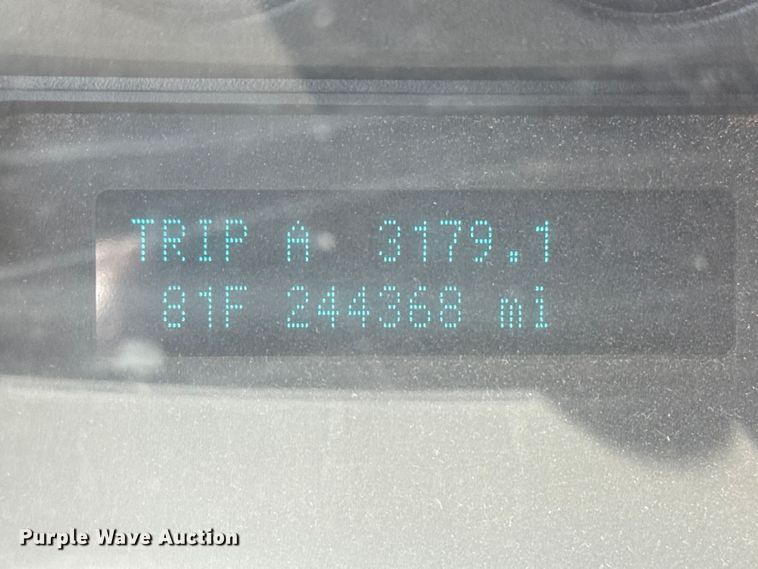 TRIP A 3179.1
81F 244368 mi
Purple Wave Auction